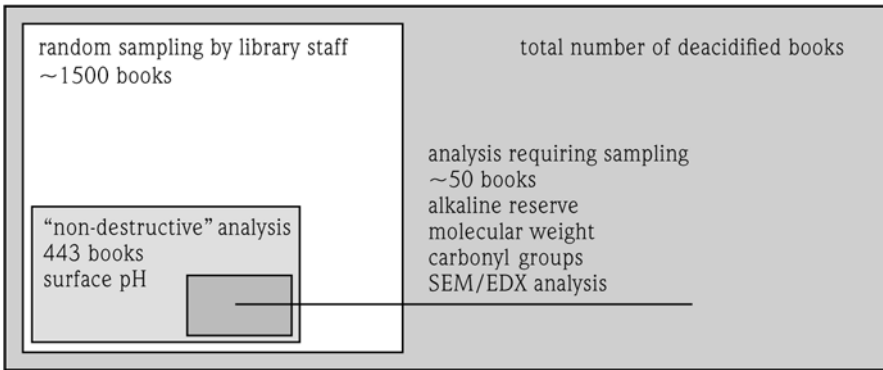 random sampling by library staff
~1500 books
total number of deacidified books
analysis requiring sampling
~50 books
alkaline reserve
molecular weight
carbonyl groups
SEM/EDX analysis
“non-destructive” analysis
443 books
surface pH